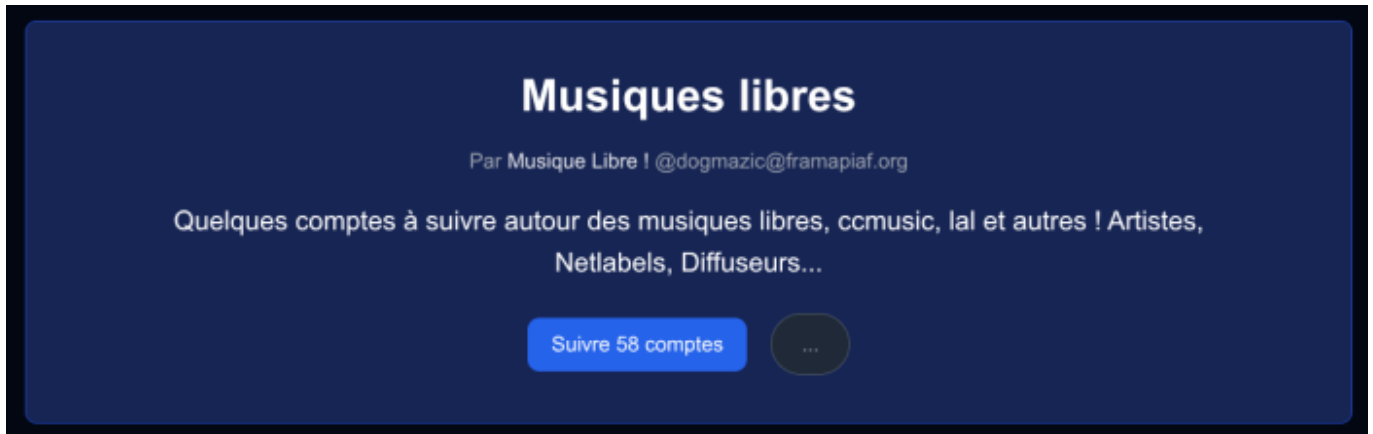 Musiques libres
Par Musique Libre ! @dogmazic@framapiaf.org
Quelques comptes à suivre autour des musiques libres, ccmusic, lal et autres ! Artistes,
Netlabels, Diffuseurs...
Suivre 58 comptes
...